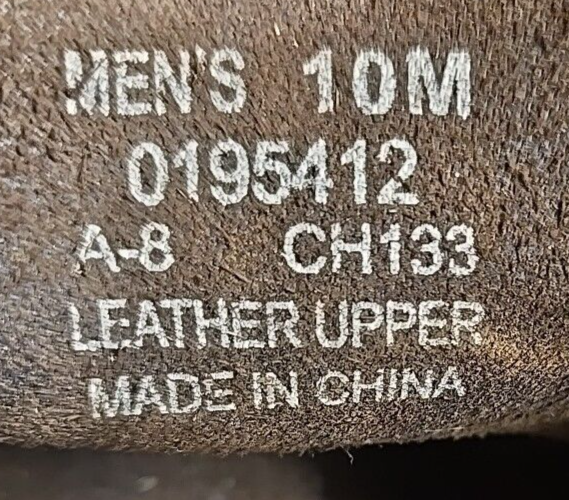 MEN'S 10M
0195412
A-8 CH133
LEATHER UPPER
MADE IN CHINA